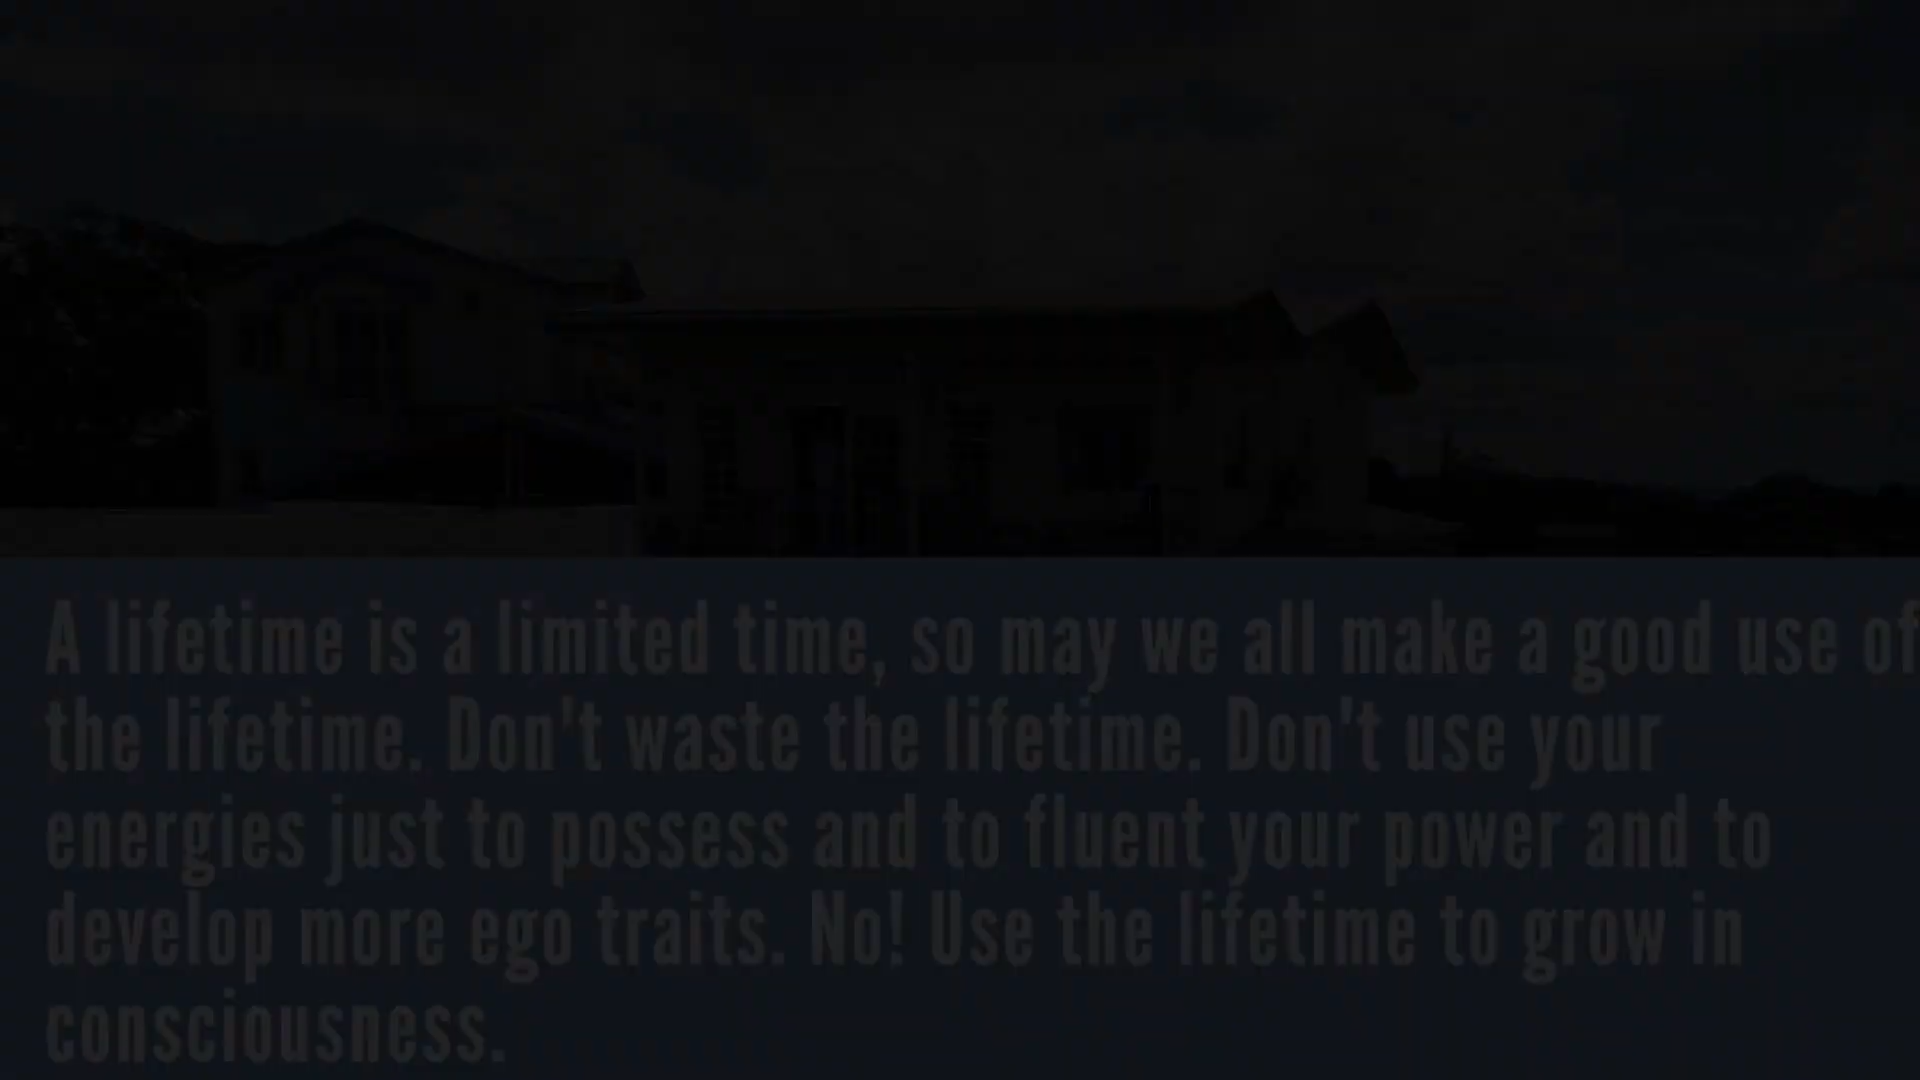 A lifetime is a limited time, so may we all make a good use of
the lifetime. Don't waste the lifetime. Don't use your
energies just to possess and to fluent your power and to
develop more ego traits. No! Use the lifetime to grow in
consciousness.